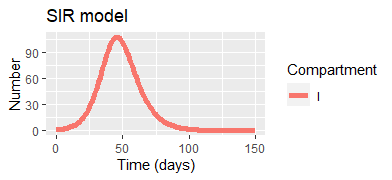 SIR model
90
60
30
0
Number
0 50 100 150
Time (days)
Compartment
I